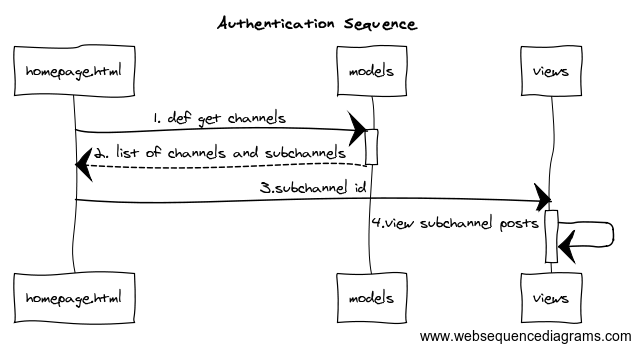 Authentication Sequence
homepage.html
models
views
1. def get channels
2. list of channels and subchannels
3.subchannel id
4.view subchannel posts
homepage.html
models
views
www.websequencediagrams.com